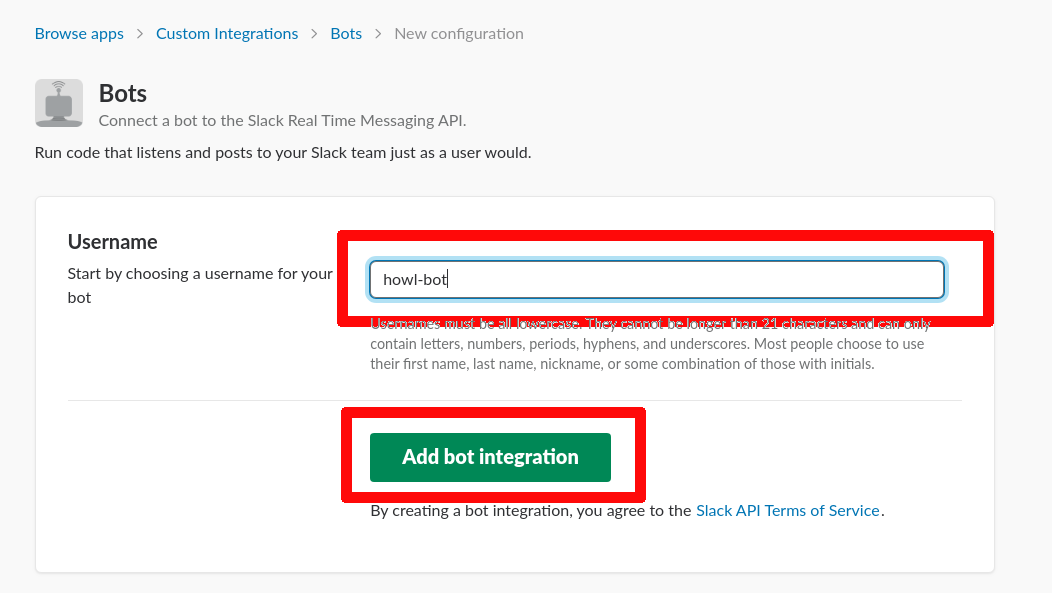 Browse apps > Custom Integrations > Bots > New configuration
Bots
Connect a bot to the Slack Real Time Messaging API.
Run code that listens and posts to your Slack team just as a user would.
Username
Start by choosing a username for your
bot
howl-bot
Usernames must be all lowercase. They cannot be longer than 21 characters and can only
contain letters, numbers, periods, hyphens, and underscores. Most people choose to use
their first name, last name, nickname, or some combination of those with initials.
Add bot integration
By creating a bot integration, you agree to the Slack API Terms of Service.